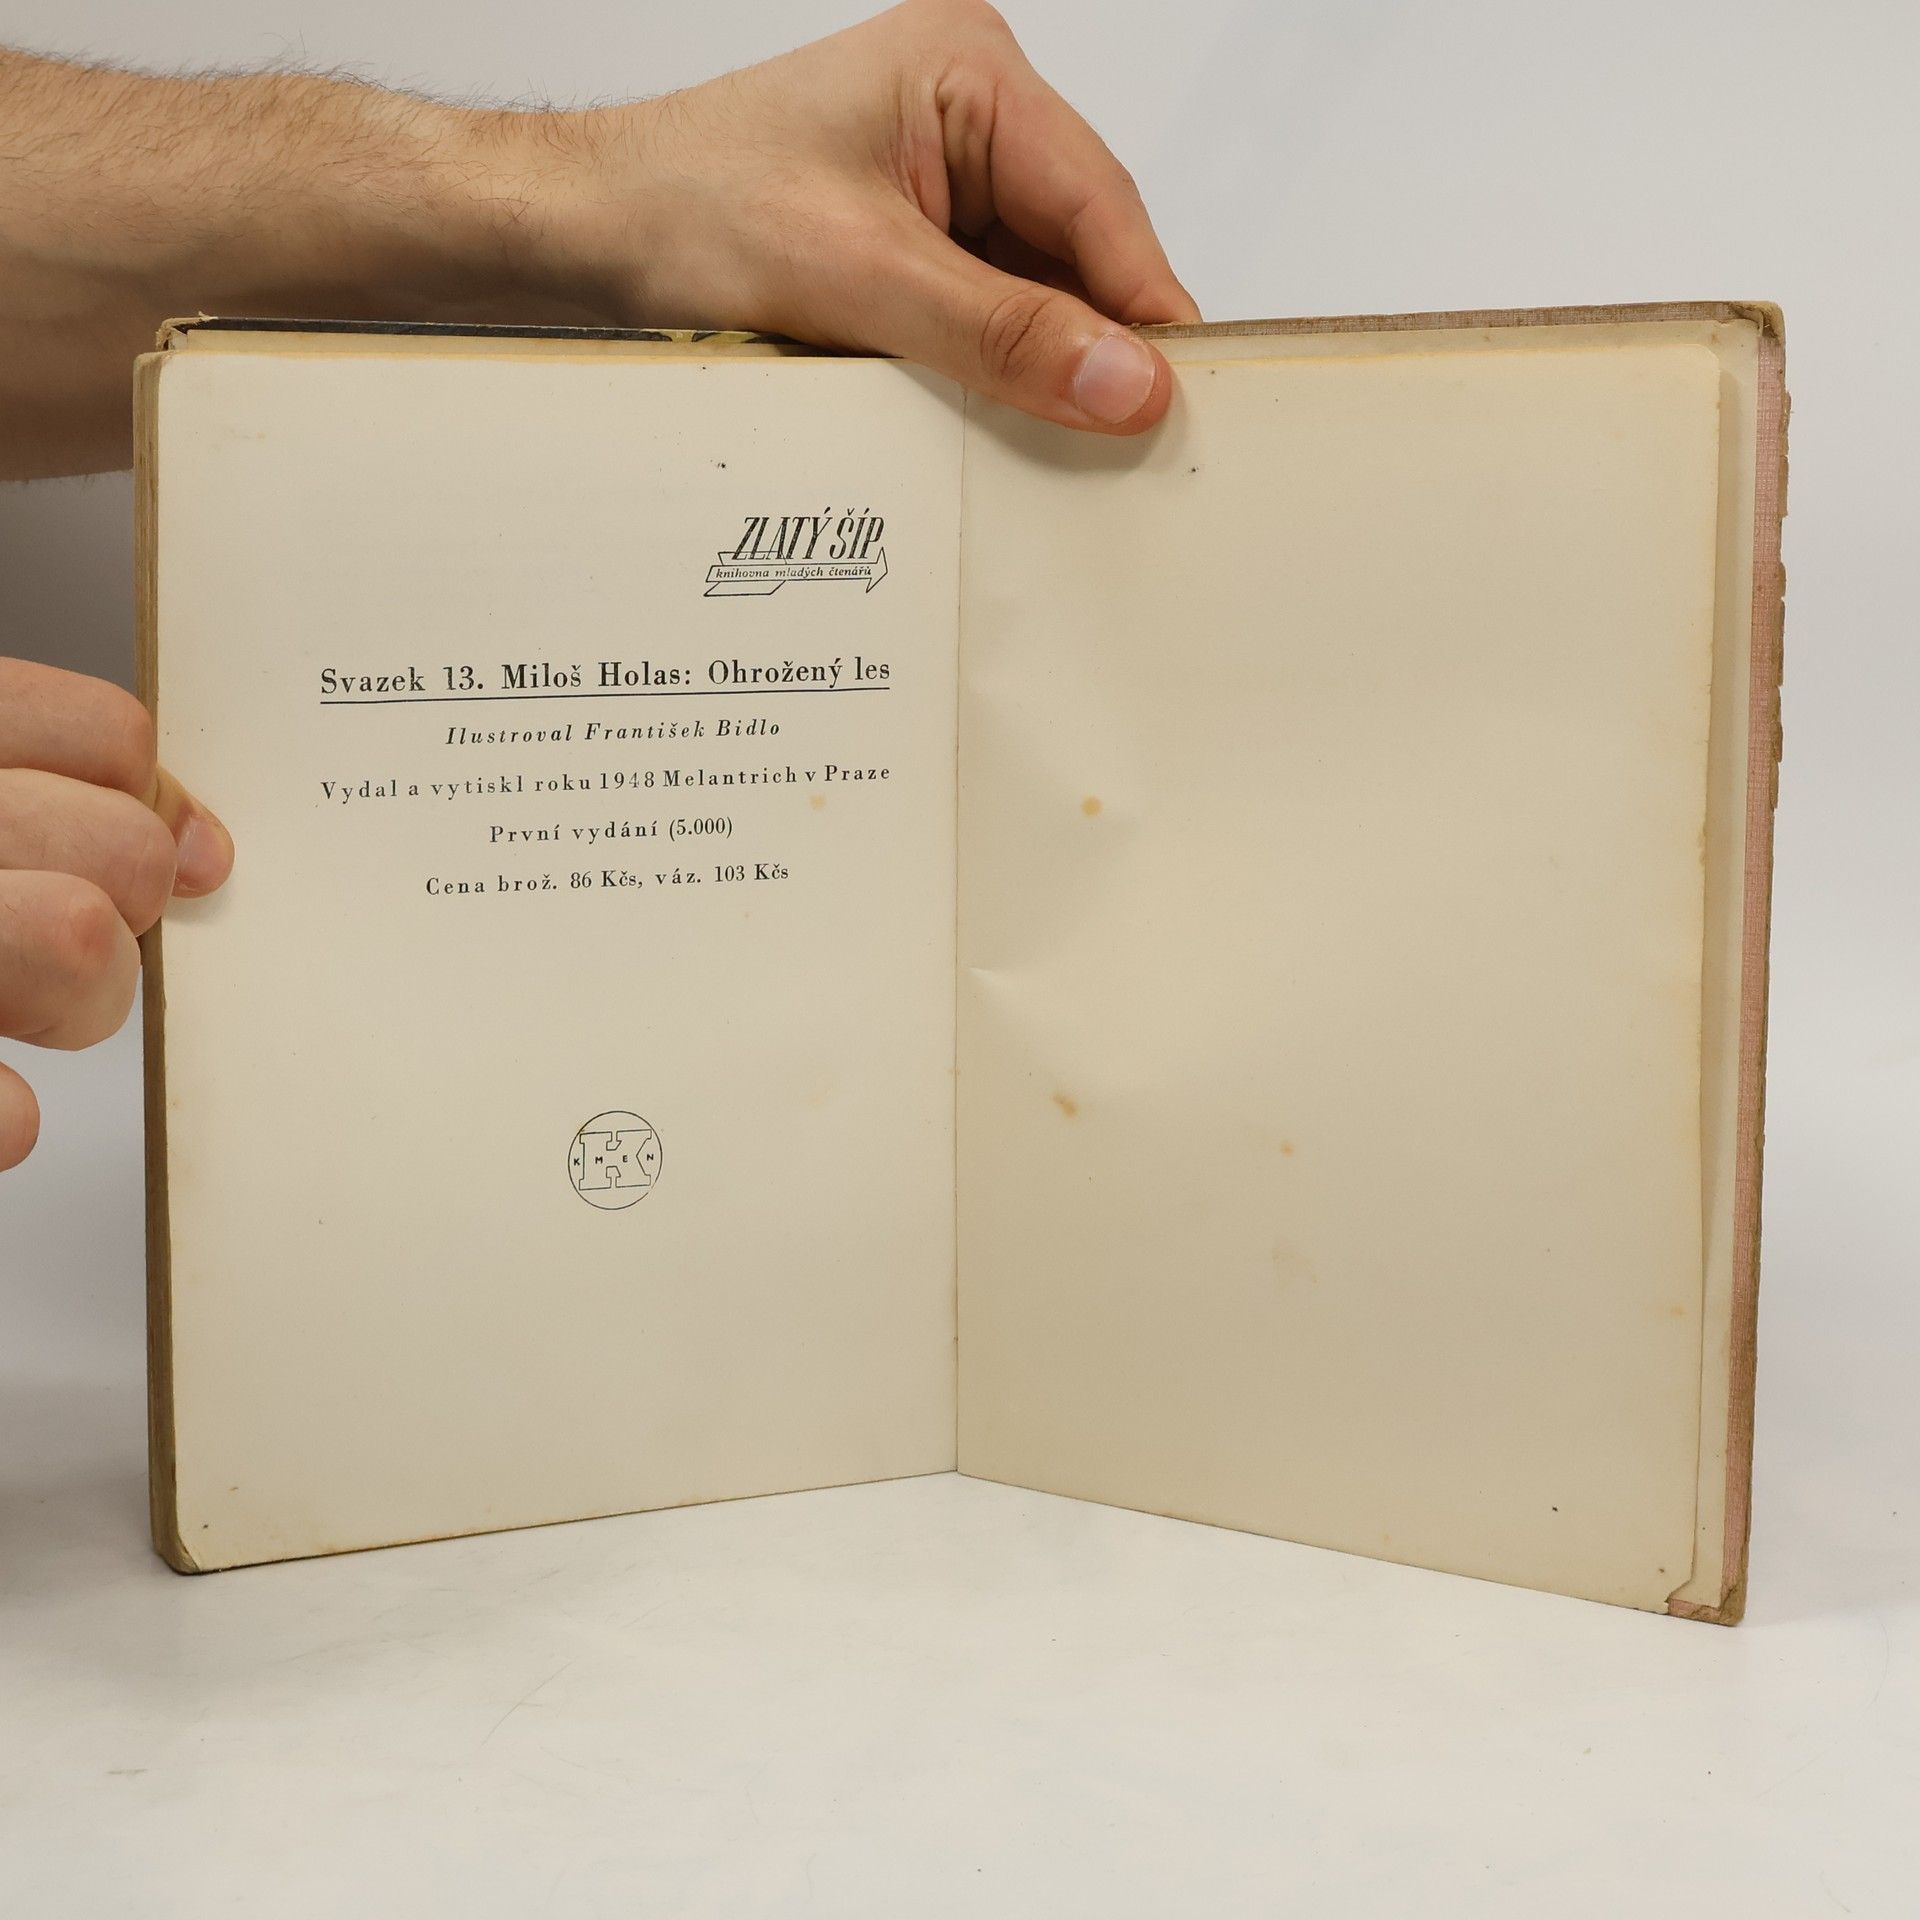 ZLATÝ ŠÍP
knihovna mladých čtenářů
Svazek 13. Miloš Holas: Ohrožený les
Ilustroval František Bidlo
Vydal a vytiskl roku 1948 Melantrich v Praze
První vydání (5.000)
Cena brož. 86 Kčs, váz. 103 Kčs
K
KMEN